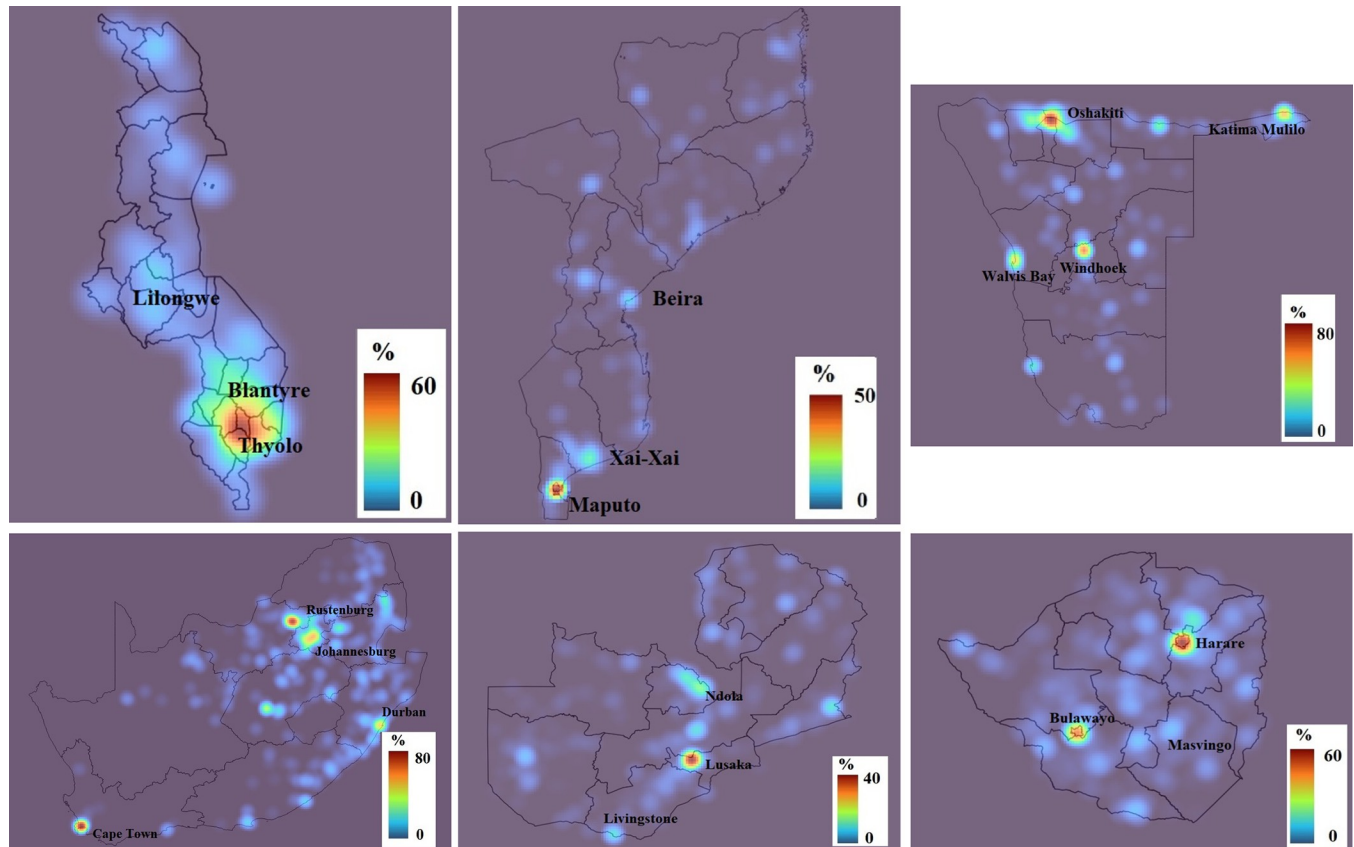 Lilongwe
%
60
Blantyre
Thyolo
0
Beira
%
50
Xai-Xai
0
Maputo
Oshakiti
Katima Mulilo
Walvis Bay
Windhoek
%
80
0
Rustenburg
Johannesburg
Durban
%
80
Cape Town
0
Ndola
Lusaka
%
40
Livingstone
0
Harare
Bulawayo
Masvingo
%
60
0